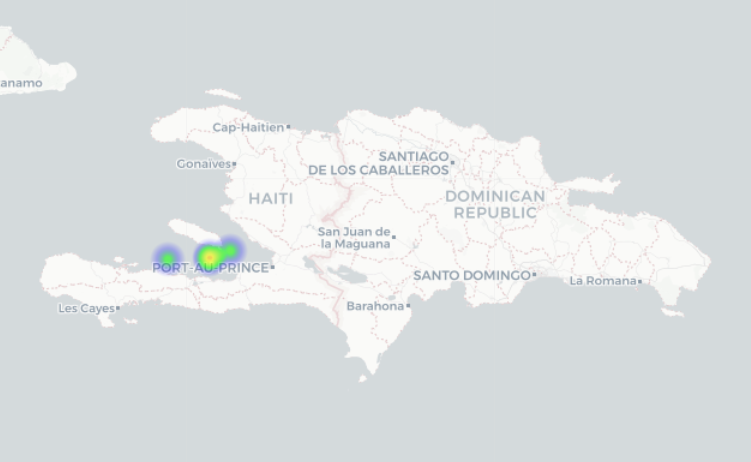 anamo
Cap-Haitien
Gonaives
SANTIAGO
DE LOS CABALLEROS
HAITI
DOMINICAN
REPUBLIC
San Juan de
la Maguana
PORT-AU-PRINCE
SANTO DOMINGO
La Romana
Les Cayes
Barahona